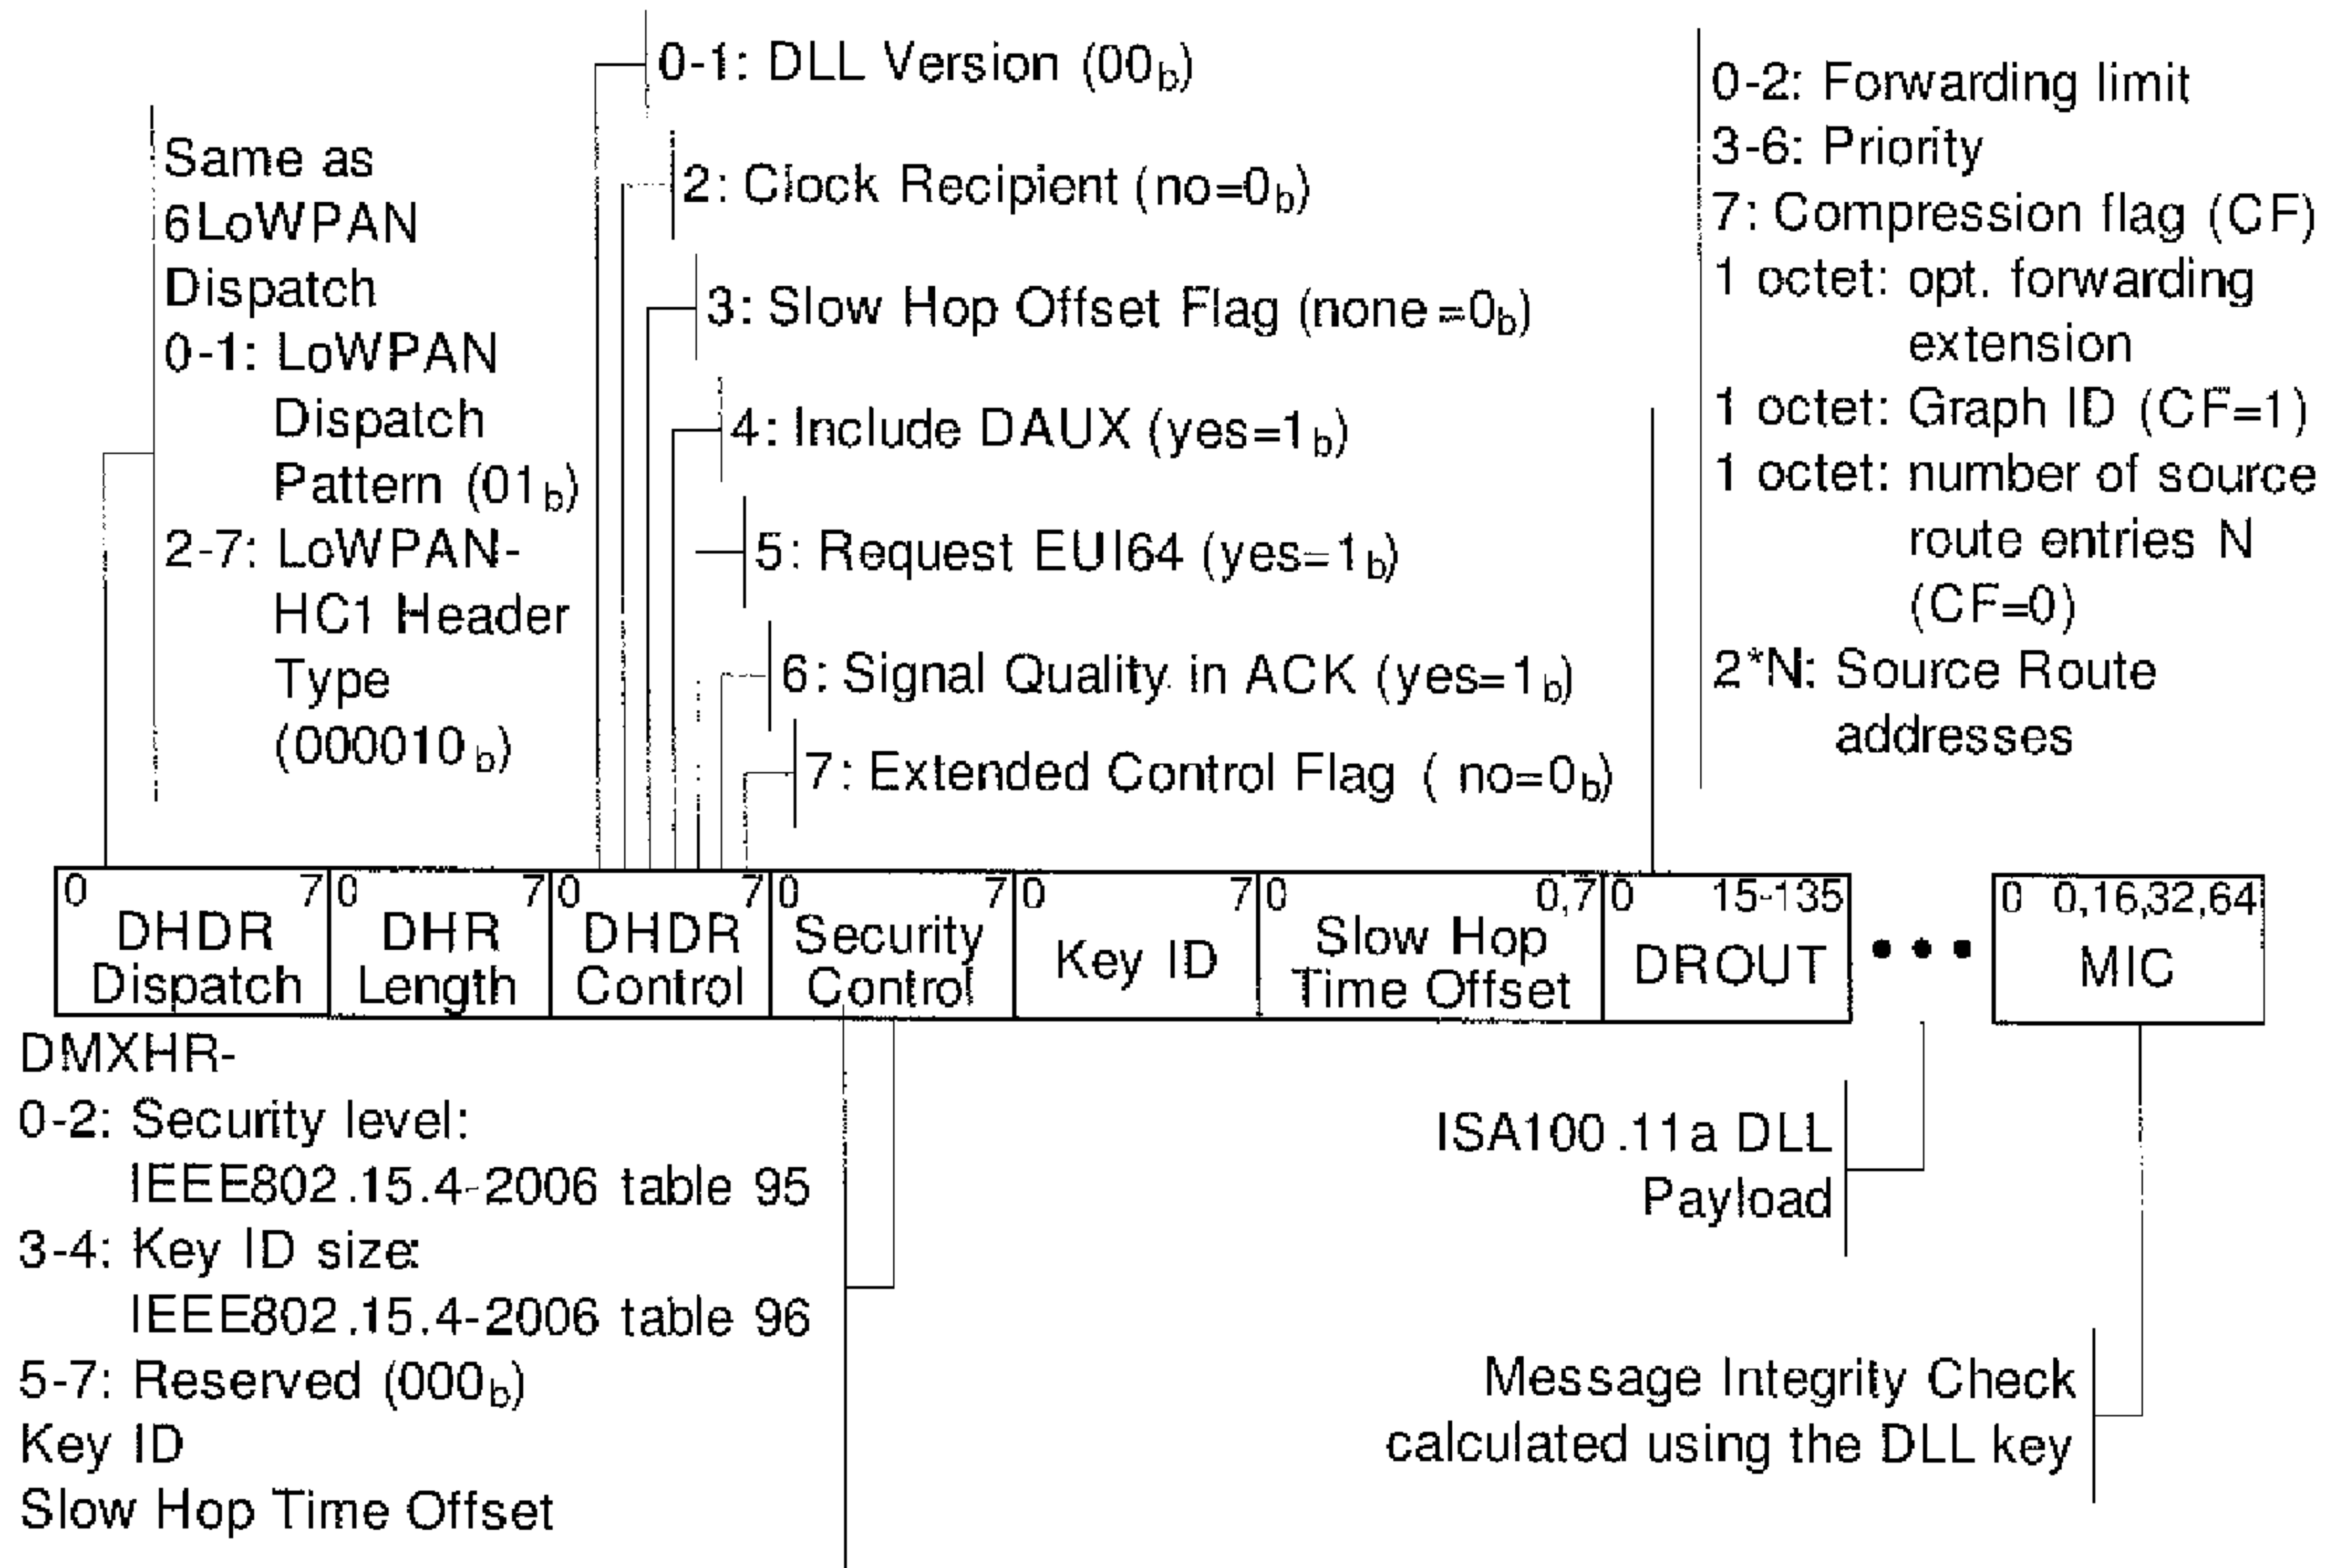 0-1: DLL Version (00b)
2: Clock Recipient (no=0b)
3: Slow Hop Offset Flag (none=0b)
4: Include DAUX (yes=1b)
5: Request EUI64 (yes=1b)
6: Signal Quality in ACK (yes=1b)
7: Extended Control Flag ( no=0b)
Same as
6LoWPAN
Dispatch
0-1: LoWPAN
Dispatch
Pattern (01b)
2-7: LoWPAN-
HC1 Header
Type
(000010b)
0-2: Forwarding limit
3-6: Priority
7: Compression flag (CF)
1 octet: opt. forwarding
extension
1 octet: Graph ID (CF=1)
1 octet: number of source
route entries N
(CF=0)
2*N: Source Route
addresses
0 7 0 7 0 7 0 7 0 7 0 0,7 0 15-135 0 0,16,32,64
DHDR
Dispatch
DHR
Length
DHDR
Control
Security
Control
Key ID
Slow Hop
Time Offset
DROUT
MIC
DMXHR-
0-2: Security level:
IEEE802.15.4-2006 table 95
3-4: Key ID size:
IEEE802.15.4-2006 table 96
5-7: Reserved (000b)
Key ID
Slow Hop Time Offset
ISA100.11a DLL
Payload
Message Integrity Check
calculated using the DLL key